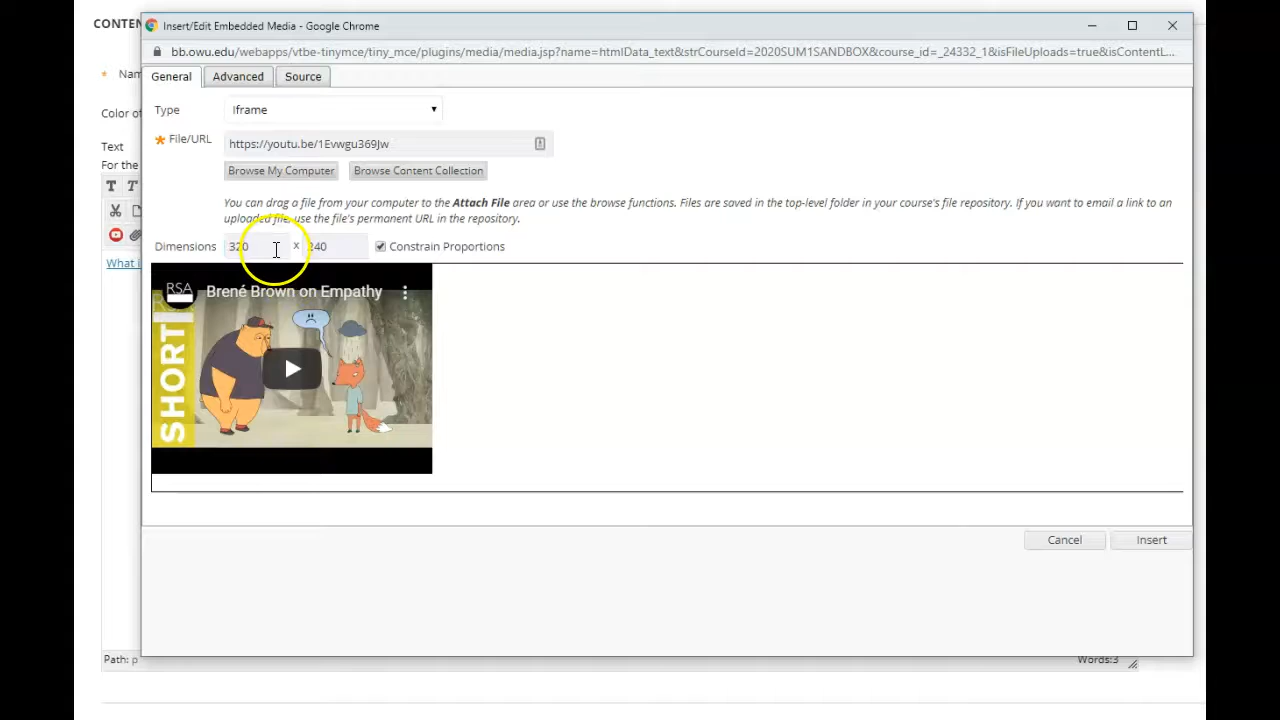 CONTEN
Insert/Edit Embedded Media - Google Chrome
bb.owu.edu/webapps/vtbe-tinymce/tiny_mce/plugins/media/media.jsp?name=htmlData_text&strCourseId=2020SUM1SANDBOX&course_id=_24332_1&isFileUploads=true&isContentL...
General Advanced Source
* Nam
Type Iframe
Color of
* File/URL https://youtu.be/1Evwgu369Jw
Text
For the
Browse My Computer Browse Content Collection
You can drag a file from your computer to the Attach File area or use the browse functions. Files are saved in the top-level folder in your course's file repository. If you want to email a link to an
uploaded file, use the file's permanent URL in the repository.
Dimensions 320 x 240 Constrain Proportions
What i
RSA Brené Brown on Empathy
SHORT
Cancel Insert
Path: p Words:3